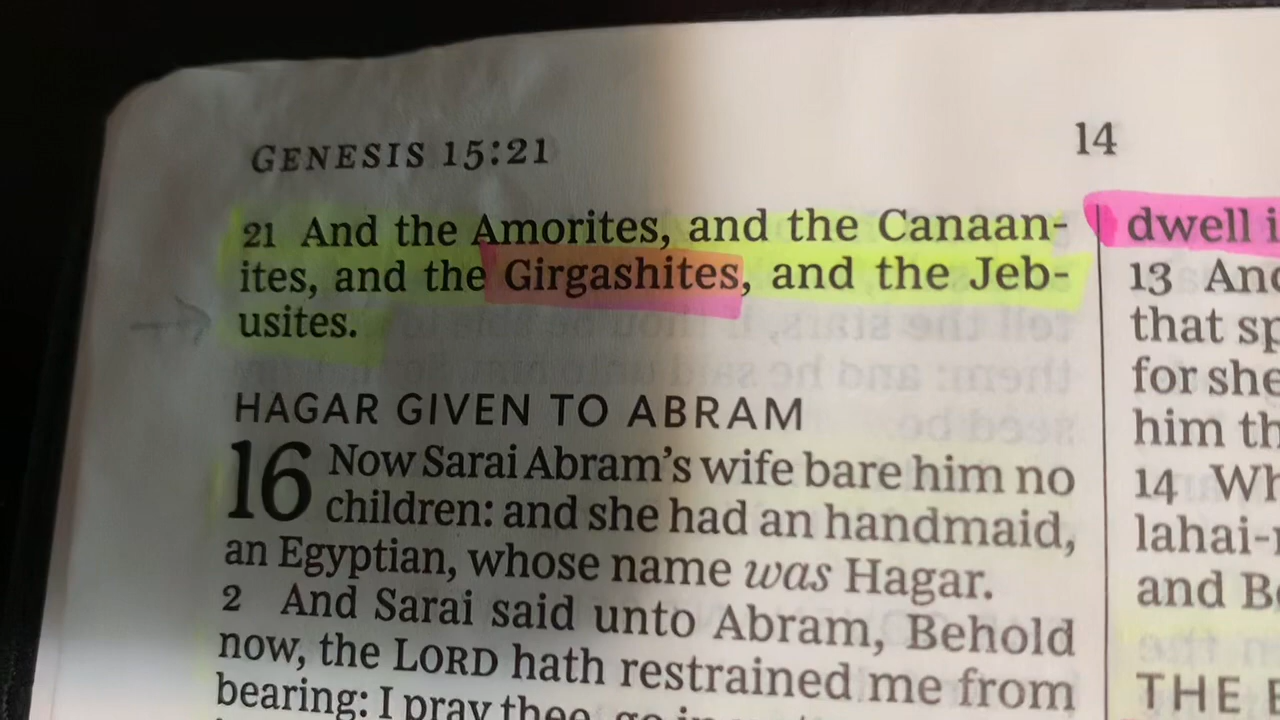 GENESIS 15:21
14
21 And the Amorites, and the Canaan-
ites, and the Girgashites, and the Jeb-
usites.
HAGAR GIVEN TO ABRAM
16 Now Sarai Abram's wife bare him no
children: and she had an handmaid,
an Egyptian, whose name was Hagar.
2 And Sarai said unto Abram, Behold
now, the LORD hath restrained me from
bearing: I pray thee, go in
dwell
13
that
for she
him
14
and
THE